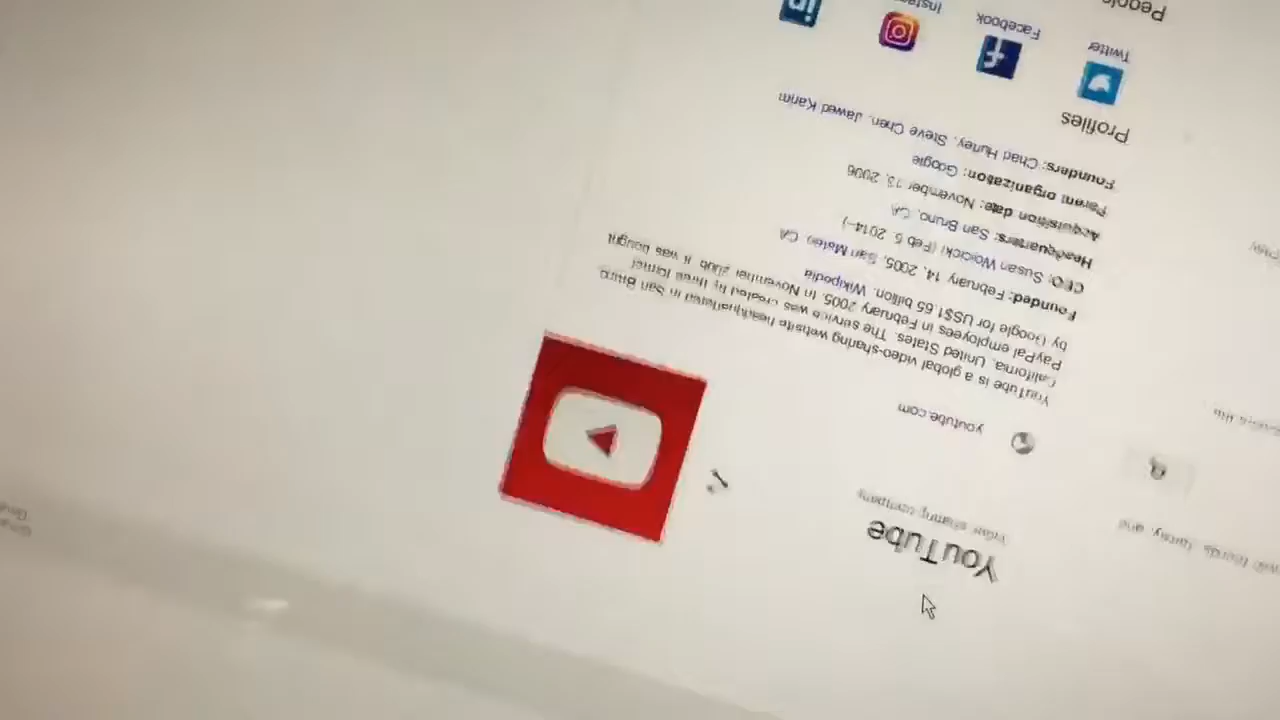 YouTube
Video sharing company
youtube.com
YouTube is a global video-sharing website headquartered in San Bruno,
California, United States. The service was created by three former
PayPal employees in February 2005. In November 2006 it was bought
by Google for US$1.65 billion. Wikipedia
Founded: February 14, 2005, San Mateo, CA
CEO: Susan Wojcicki (Feb 5, 2014–)
Headquarters: San Bruno, CA
Acquisition date: November 13, 2006
Parent organization: Google
Founders: Chad Hurley, Steve Chen, Jawed Karim
Profiles
Twitter
Facebook
with friends, family, and